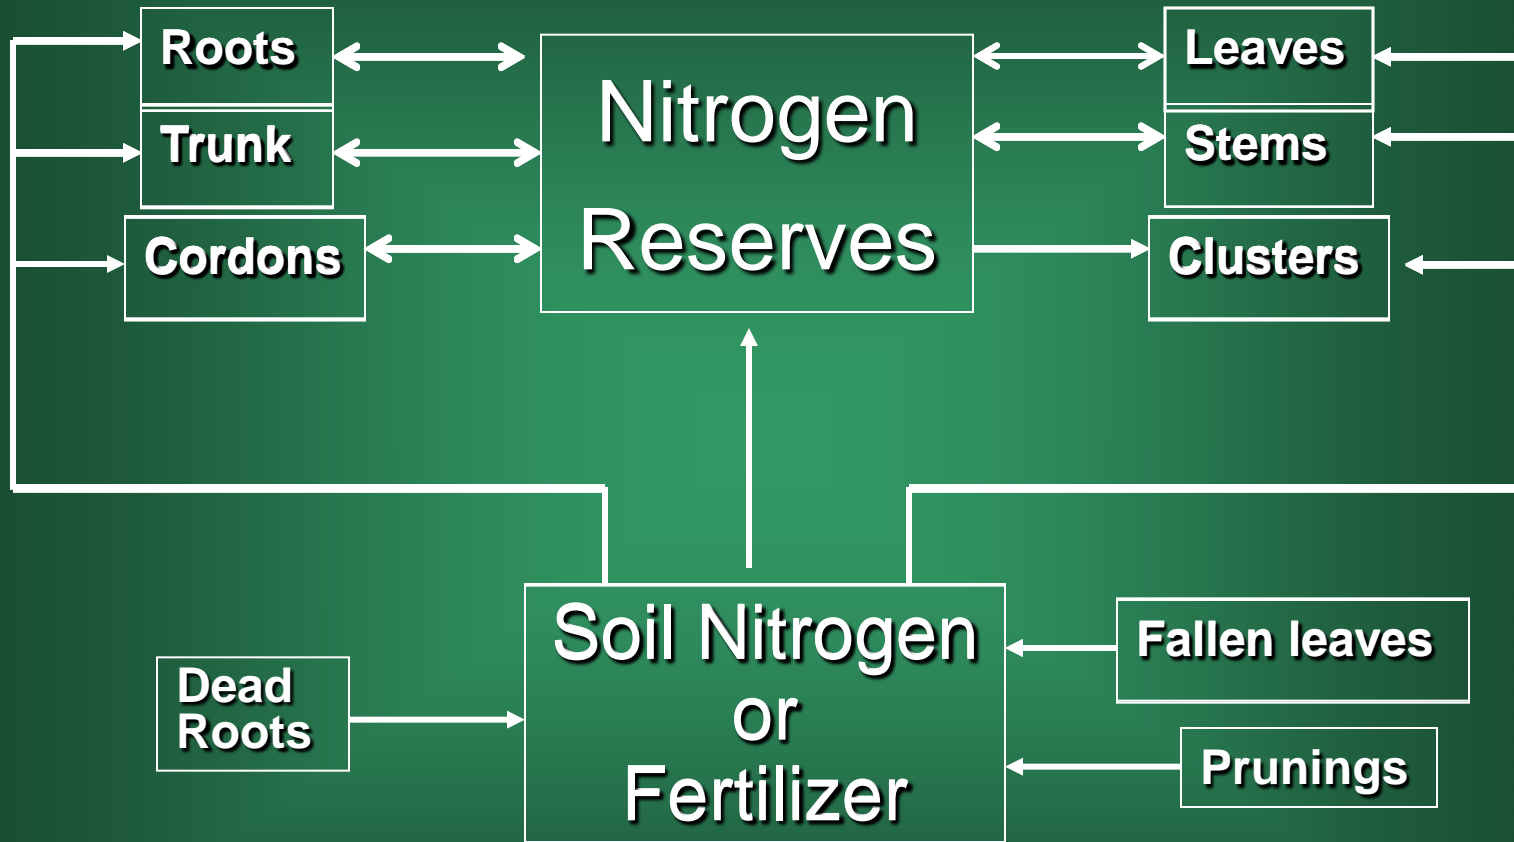 Roots
Trunk
Cordons
Nitrogen
Reserves
Leaves
Stems
Clusters
Soil Nitrogen
or
Fertilizer
Dead
Roots
Fallen leaves
Prunings